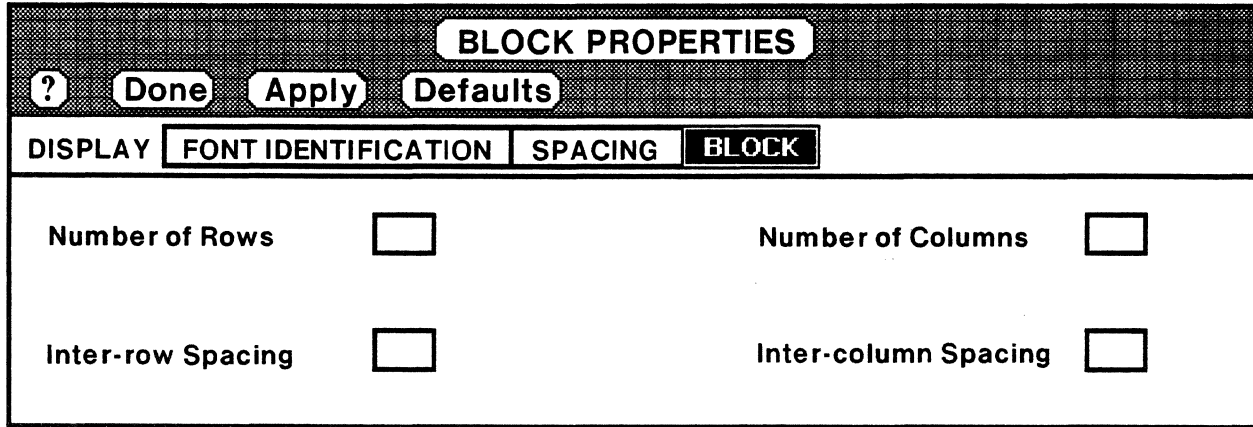 BLOCK PROPERTIES
? Done Apply Defaults
DISPLAY FONT IDENTIFICATION SPACING BLOCK
Number of Rows Number of Columns
Inter-row Spacing Inter-column Spacing